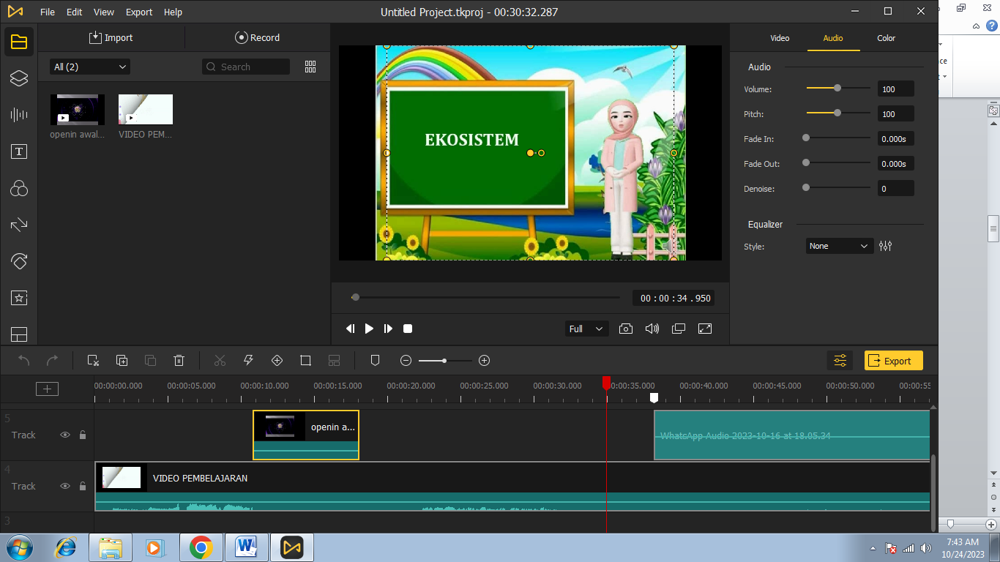 File Edit View Export Help
Untitled Project.tkproj - 00:30:32.287
Import
Record
All (2)
Search
openin awal...
VIDEO PEM...
EKOSISTEM
00 : 00 : 34 . 950
Full
Video Audio Color
Audio
Volume: 100
Pitch: 100
Fade In: 0.000s
Fade Out: 0.000s
Denoise: 0
Equalizer
Style: None
Export
00:00:00.000 00:00:05.000 00:00:10.000 00:00:15.000 00:00:20.000 00:00:25.000 00:00:30.000 00:00:35.000 00:00:40.000 00:00:45.000 00:00:50.000 00:00:55
5
Track
openin a...
WhatsApp Audio 2023-10-16 at 18.05.34
4
Track
VIDEO PEMBELAJARAN
3
7:43 AM
10/24/2023